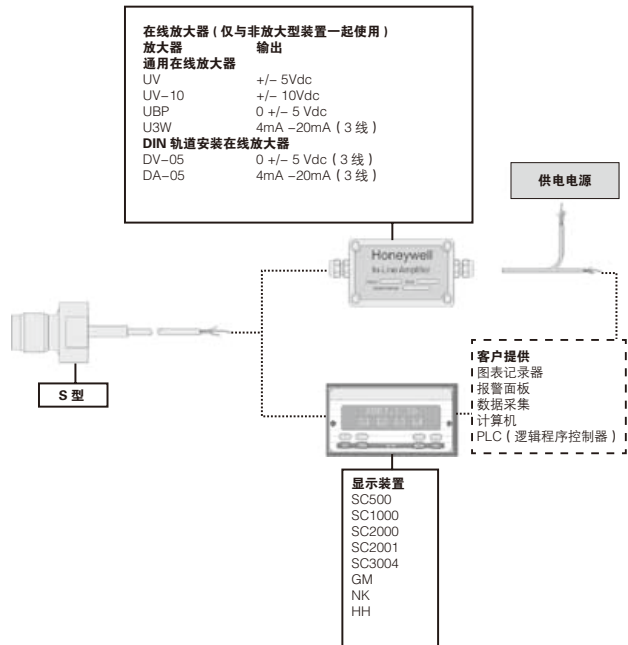 在线放大器 ( 仅与非放大型装置一起使用 )
放大器 输出
通用在线放大器
UV +/– 5Vdc
UV–10 +/– 10Vdc
UBP 0 +/– 5 Vdc
U3W 4mA –20mA ( 3 线 )
DIN 轨道安装在线放大器
DV–05 0 +/– 5 Vdc ( 3 线 )
DA–05 4mA –20mA ( 3 线 )
供电电源
Honeywell
In-Line Amplifier
S 型
客户提供
图表记录器
报警面板
数据采集
计算机
PLC ( 逻辑程序控制器 )
显示装置
SC500
SC1000
SC2000
SC2001
SC3004
GM
NK
HH